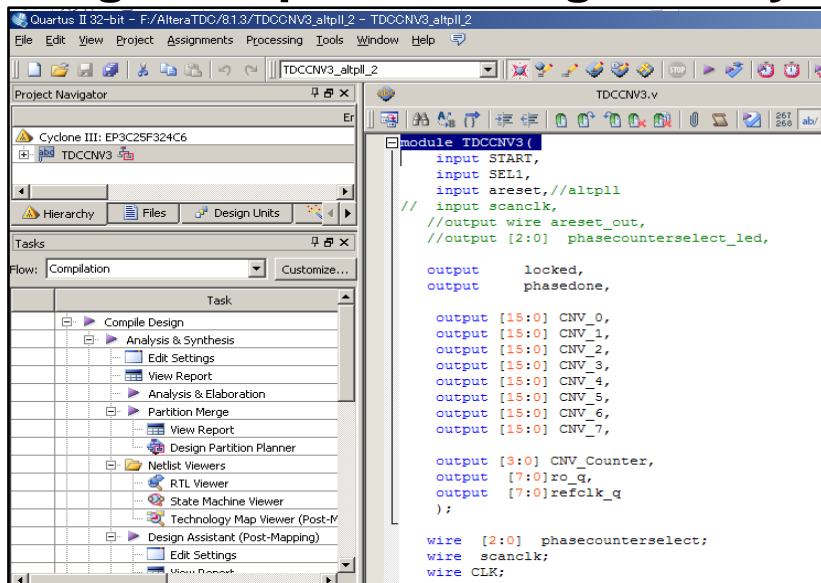 Quartus II 32-bit - F:/AlteraTDC/813/TDCCNV3_altpll_2 - TDCCNV3_altpll_2
File Edit View Project Assignments Processing Tools Window Help
TDCCNV3_altpll_2
Project Navigator
TDCCNV3.v
Er
Cyclone III: EP3C25F324C6
TDCCNV3
Hierarchy Files Design Units
Tasks
Flow: Compilation Customize...
Task
Compile Design
Analysis & Synthesis
Edit Settings
View Report
Analysis & Elaboration
Partition Merge
View Report
Design Partition Planner
Netlist Viewers
RTL Viewer
State Machine Viewer
Technology Map Viewer (Post-M
Design Assistant (Post-Mapping)
Edit Settings
View Report
267
268
ab/
module TDCCNV3(
input START,
input SEL1,
input areset,//altpll
// input scanclk,
//output wire areset_out,
//output [2:0] phasecounterselect_led,
output locked,
output phasedone,
output [15:0] CNV_0,
output [15:0] CNV_1,
output [15:0] CNV_2,
output [15:0] CNV_3,
output [15:0] CNV_4,
output [15:0] CNV_5,
output [15:0] CNV_6,
output [15:0] CNV_7,
output [3:0] CNV_Counter,
output [7:0]ro_q,
output [7:0]refclk_q
);
wire [2:0] phasecounterselect;
wire scanclk;
wire CLK;